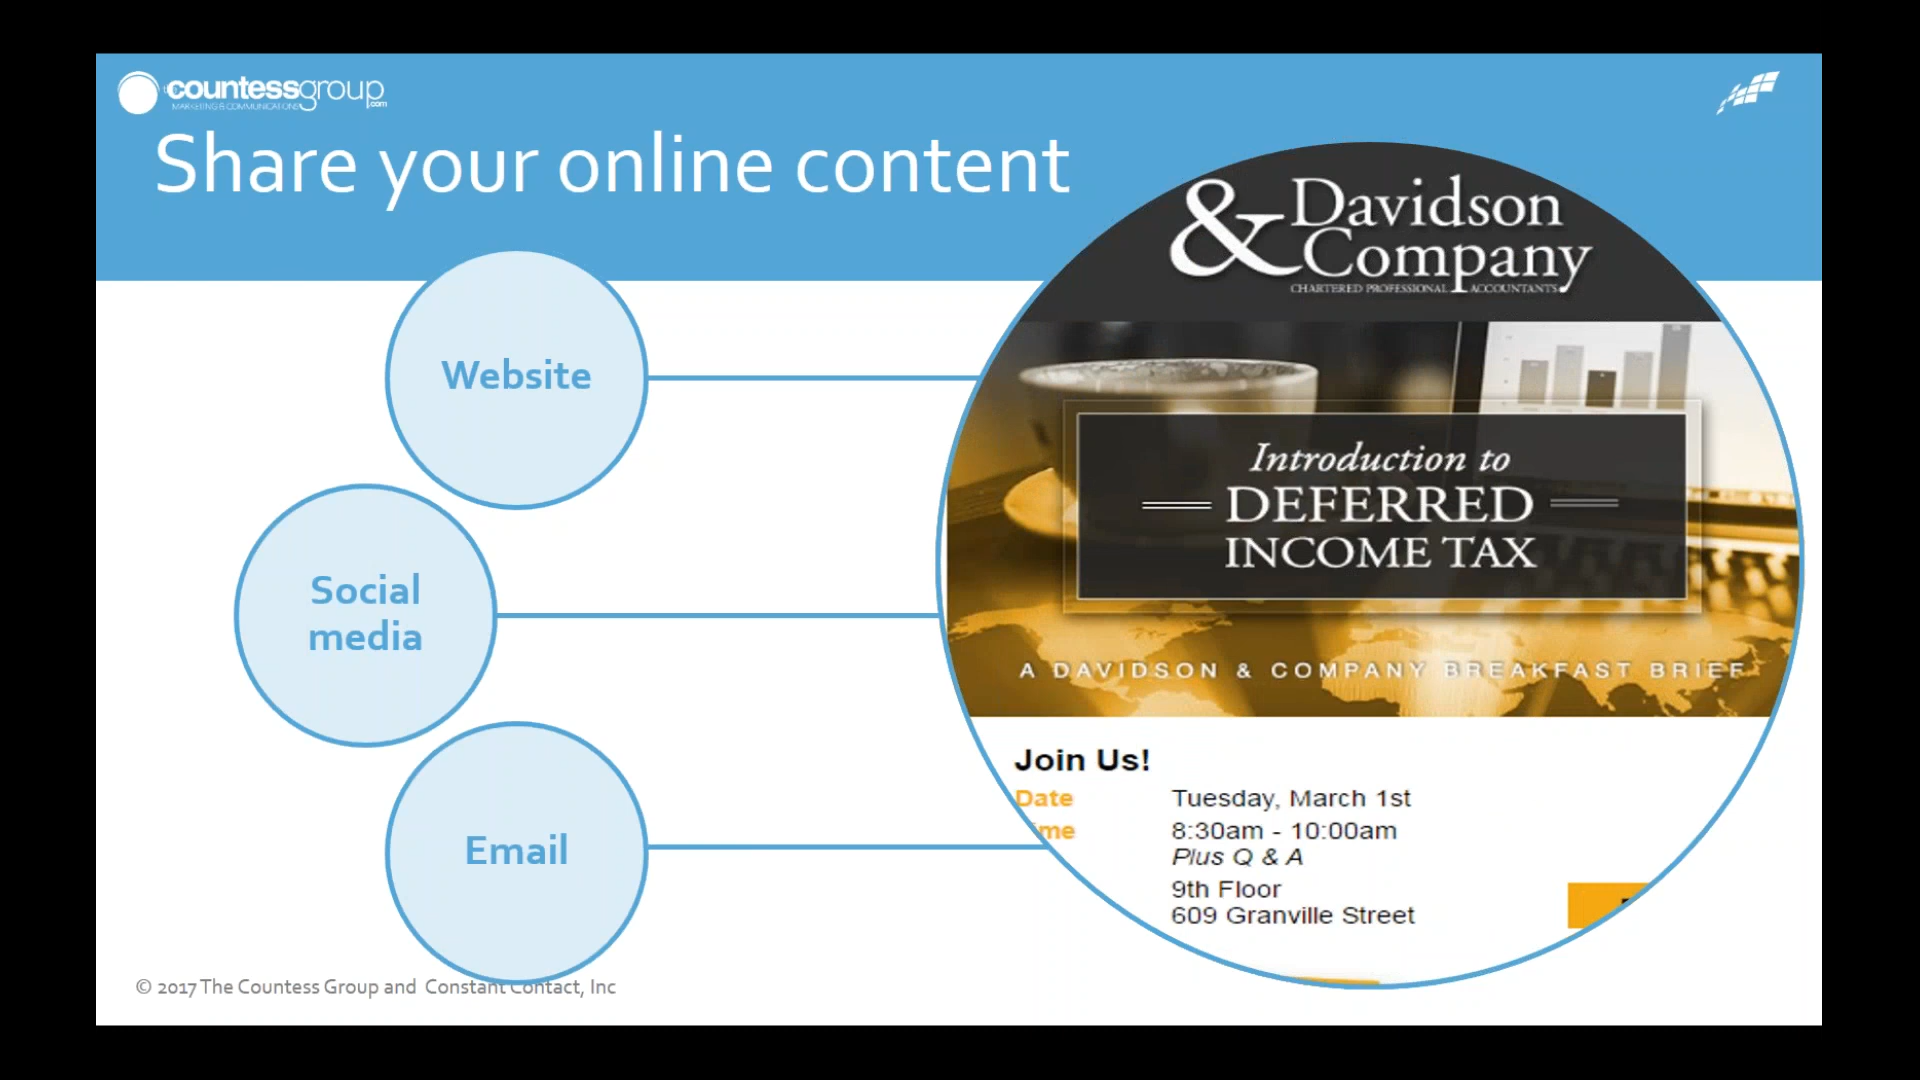 countessgroup
.com
MARKETING & COMMUNICATIONS
Share your online content
Website
Social
media
Email
& Davidson
Company
CHARTERED PROFESSIONAL ACCOUNTANTS
Introduction to
DEFERRED
INCOME TAX
A DAVIDSON & COMPANY BREAKFAST BRIEF
Join Us!
Date Tuesday, March 1st
me 8:30am - 10:00am
Plus Q & A
9th Floor
609 Granville Street
© 2017 The Countess Group and Constant Contact, Inc